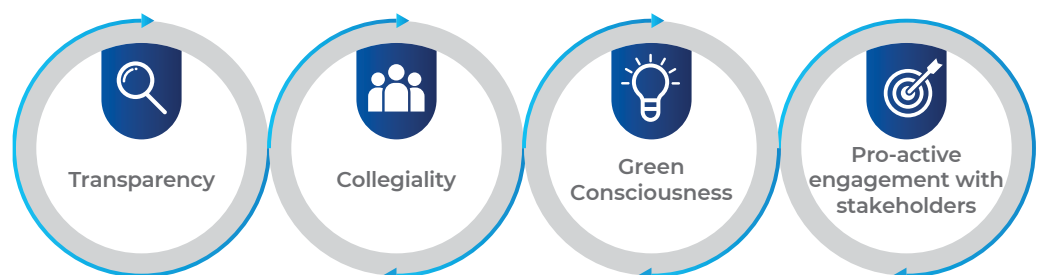 Transparency
Collegiality
Green
Consciousness
Pro-active
engagement with
stakeholders